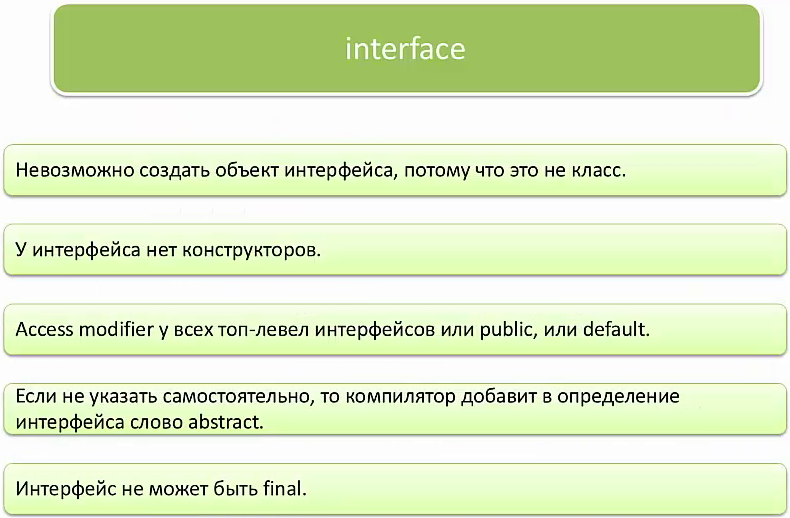 interface
Невозможно создать объект интерфейса, потому что это не класс.
У интерфейса нет конструкторов.
Access modifier у всех топ-левел интерфейсов или public, или default.
Если не указать самостоятельно, то компилятор добавит в определение
интерфейса слово abstract.
Интерфейс не может быть final.